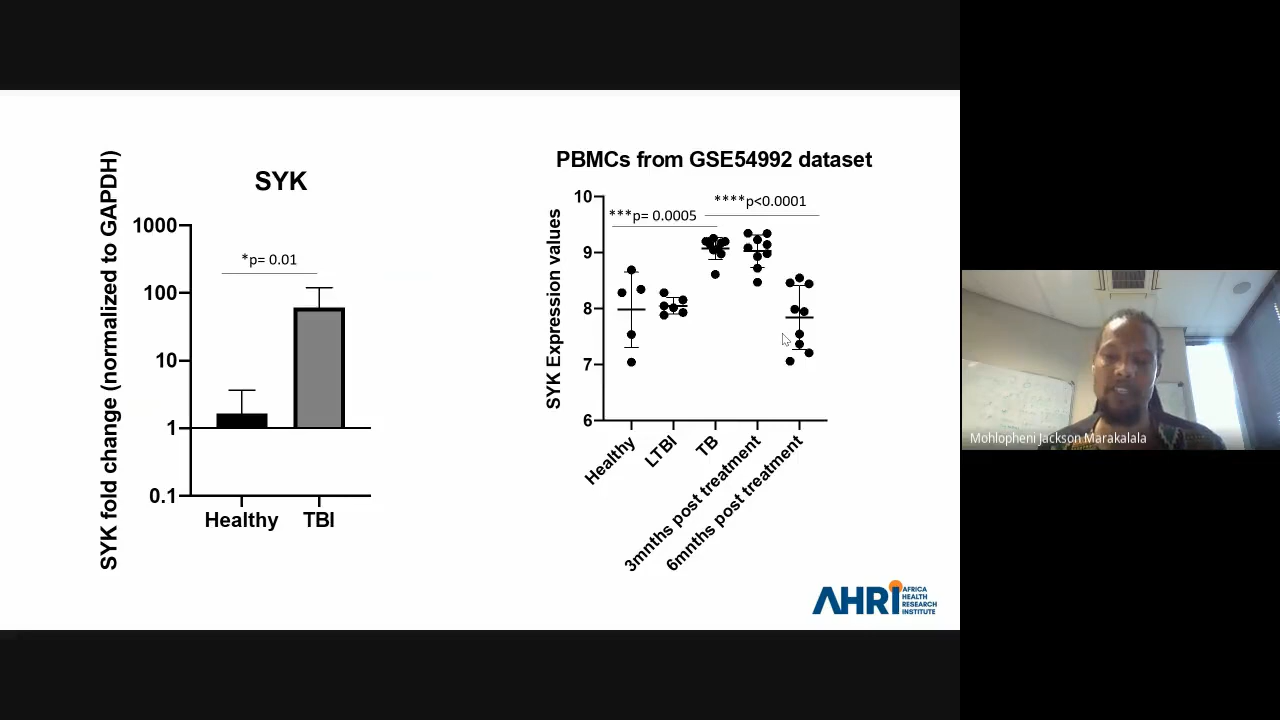 SYK
SYK fold change (normalized to GAPDH)
1000
100
10
1
0.1
*p= 0.01
Healthy
TBI
PBMCs from GSE54992 dataset
SYK Expression values
10
9
8
7
6
***p= 0.0005
****p<0.0001
Healthy
LTBI
TB
3mnths post treatment
6mnths post treatment
AHRI
AFRICA
HEALTH
RESEARCH
INSTITUTE
Mohlopheni Jackson Marakalala